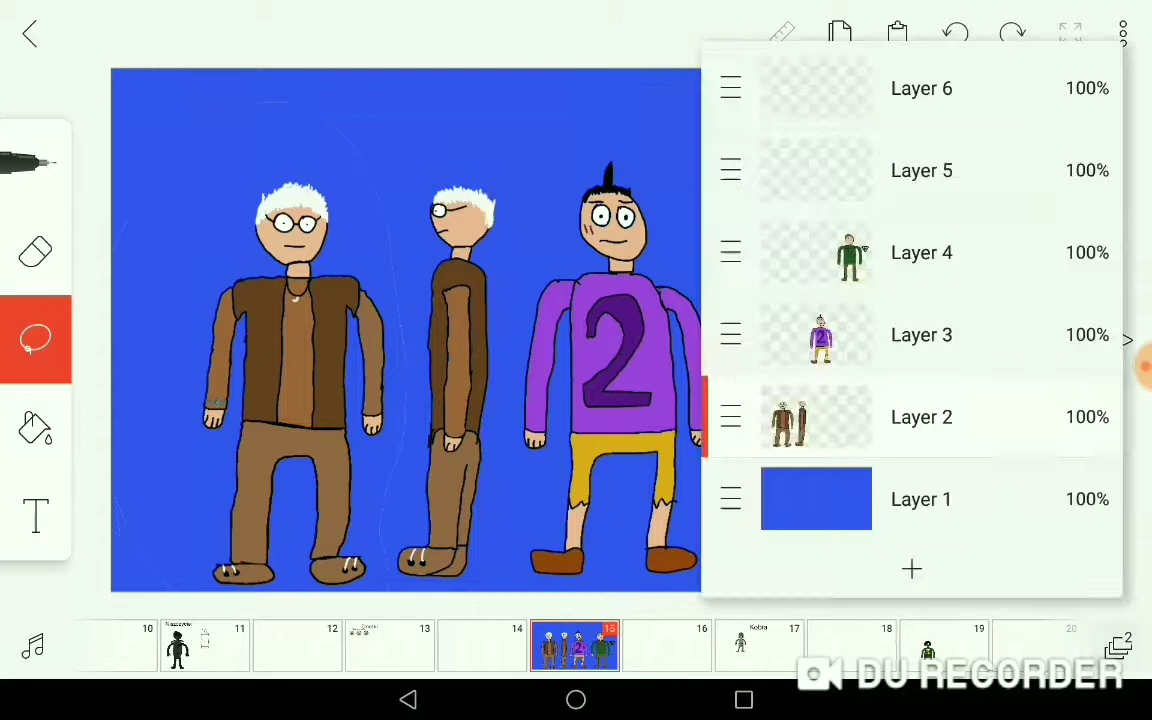 Layer 6 100%
Layer 5 100%
Layer 4 100%
Layer 3 100%
Layer 2 100%
Layer 1 100%
2
T
10 11 12 13 14 15 16 17 18 19 20
Kobra
2
DU RECORDER